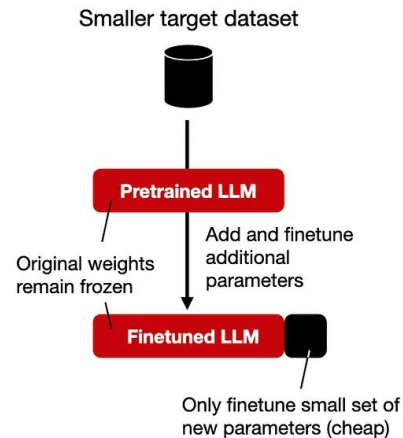 Smaller target dataset
Pretrained LLM
Add and finetune
additional
parameters
Original weights
remain frozen
Finetuned LLM
Only finetune small set of
new parameters (cheap)